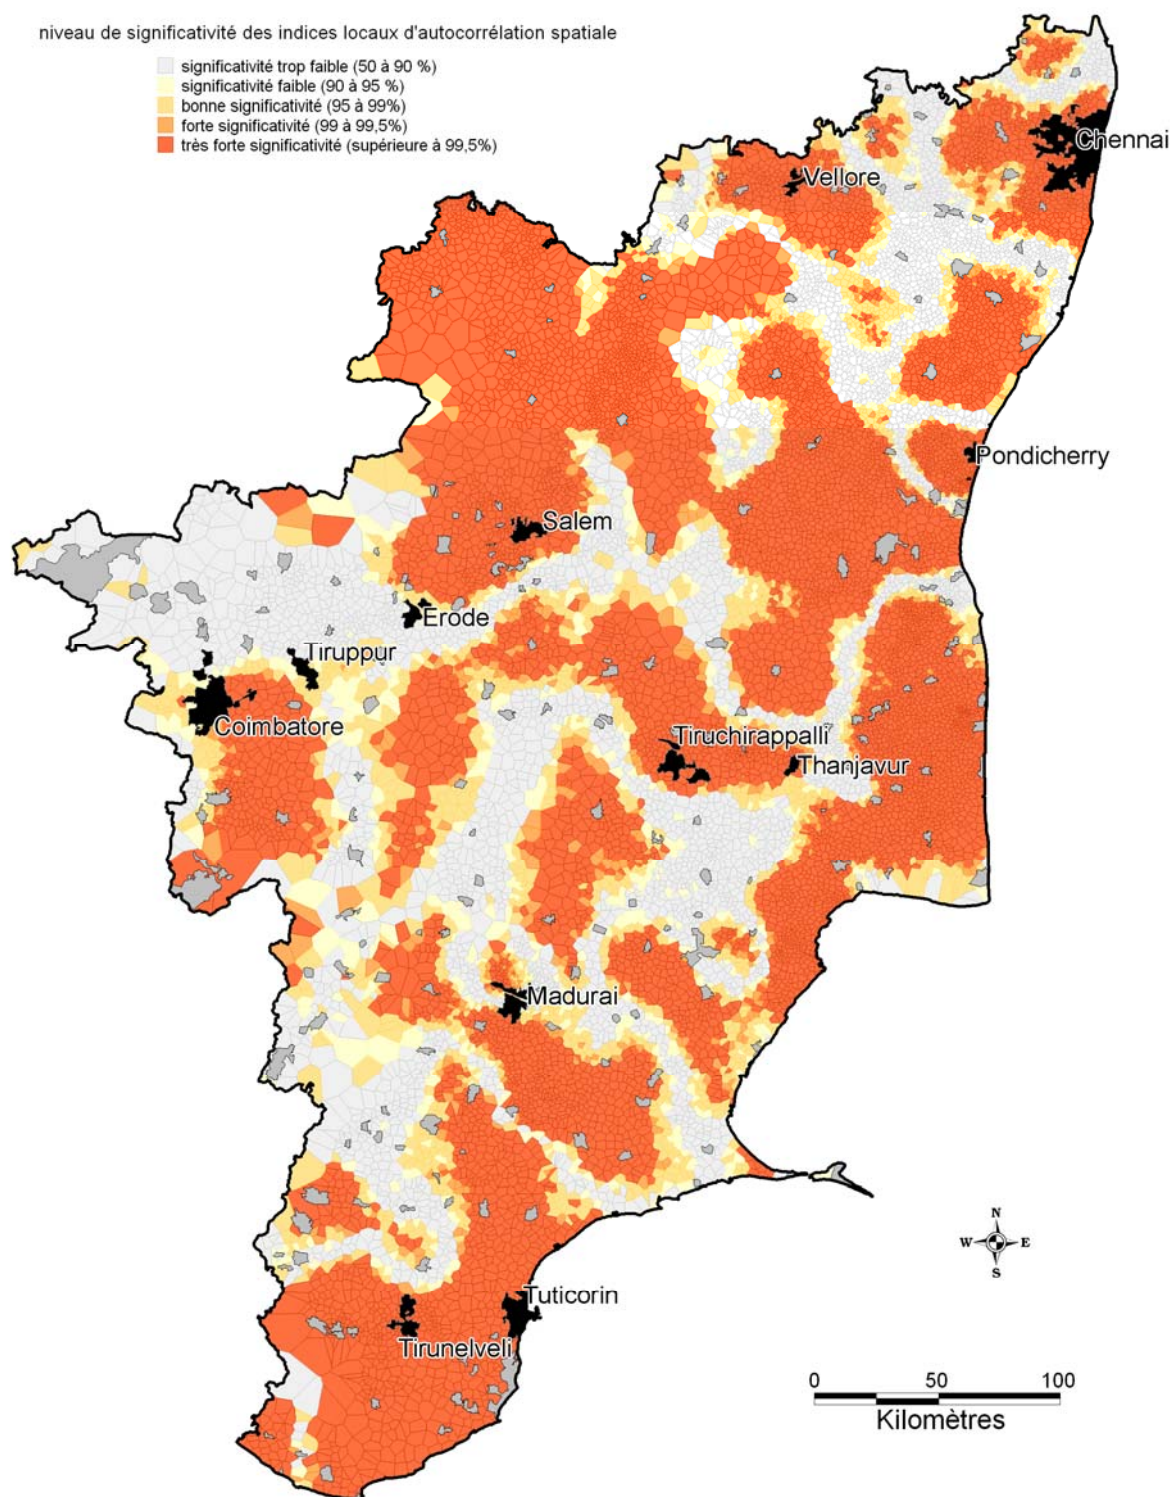 niveau de significativité des indices locaux d'autocorrélation spatiale
significativité trop faible (50 à 90 %)
significativité faible (90 à 95 %)
bonne significativité (95 à 99%)
forte significativité (99 à 99,5%)
très forte significativité (supérieure à 99,5%)
Chennai
Vellore
Pondicherry
Salem
Erode
Tiruppur
Coimbatore
Tiruchirappalli
Thanjavur
Madurai
N
W E
S
Tuticorin
Tirunelveli
0 50 100
Kilomètres